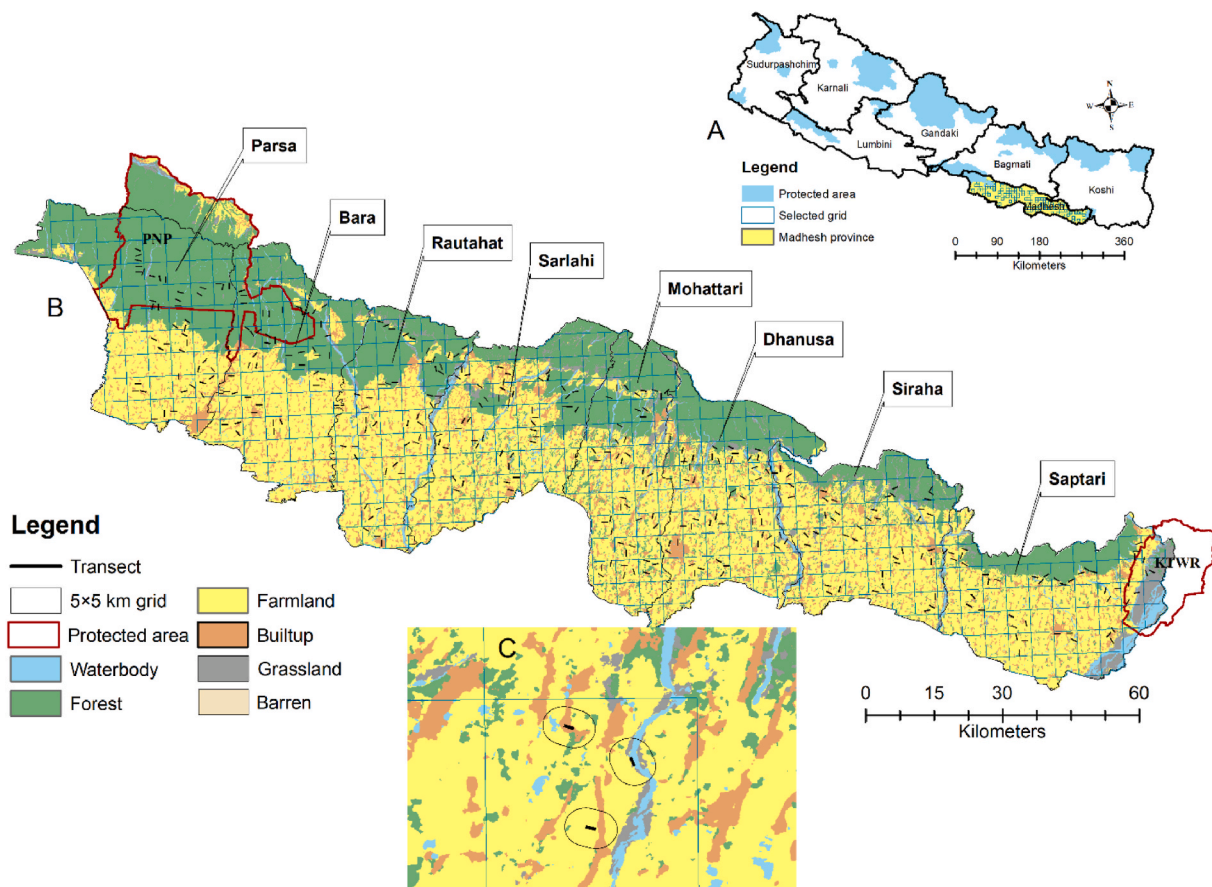 A
Sudurpashchim
Karnali
Gandaki
Lumbini
Bagmati
Koshi
Madhesh
N
W E
S
Legend
Protected area
Selected grid
Madhesh province
0 90 180 360
Kilometers
B
Parsa
Bara
Rautahat
Sarlahi
Mohattari
Dhanusa
Siraha
Saptari
PNP
KTWR
Legend
Transect
5×5 km grid
Protected area
Waterbody
Forest
Farmland
Builtup
Grassland
Barren
C
0 15 30 60
Kilometers